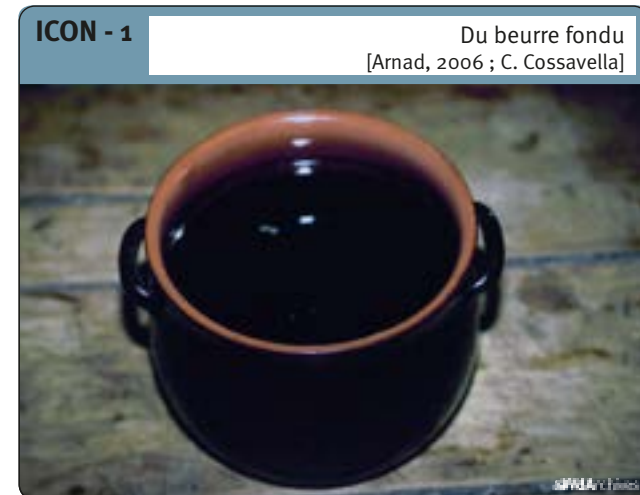 ICON - 1
Du beurre fondu
[Arnad, 2006 ; C. Cossavella]